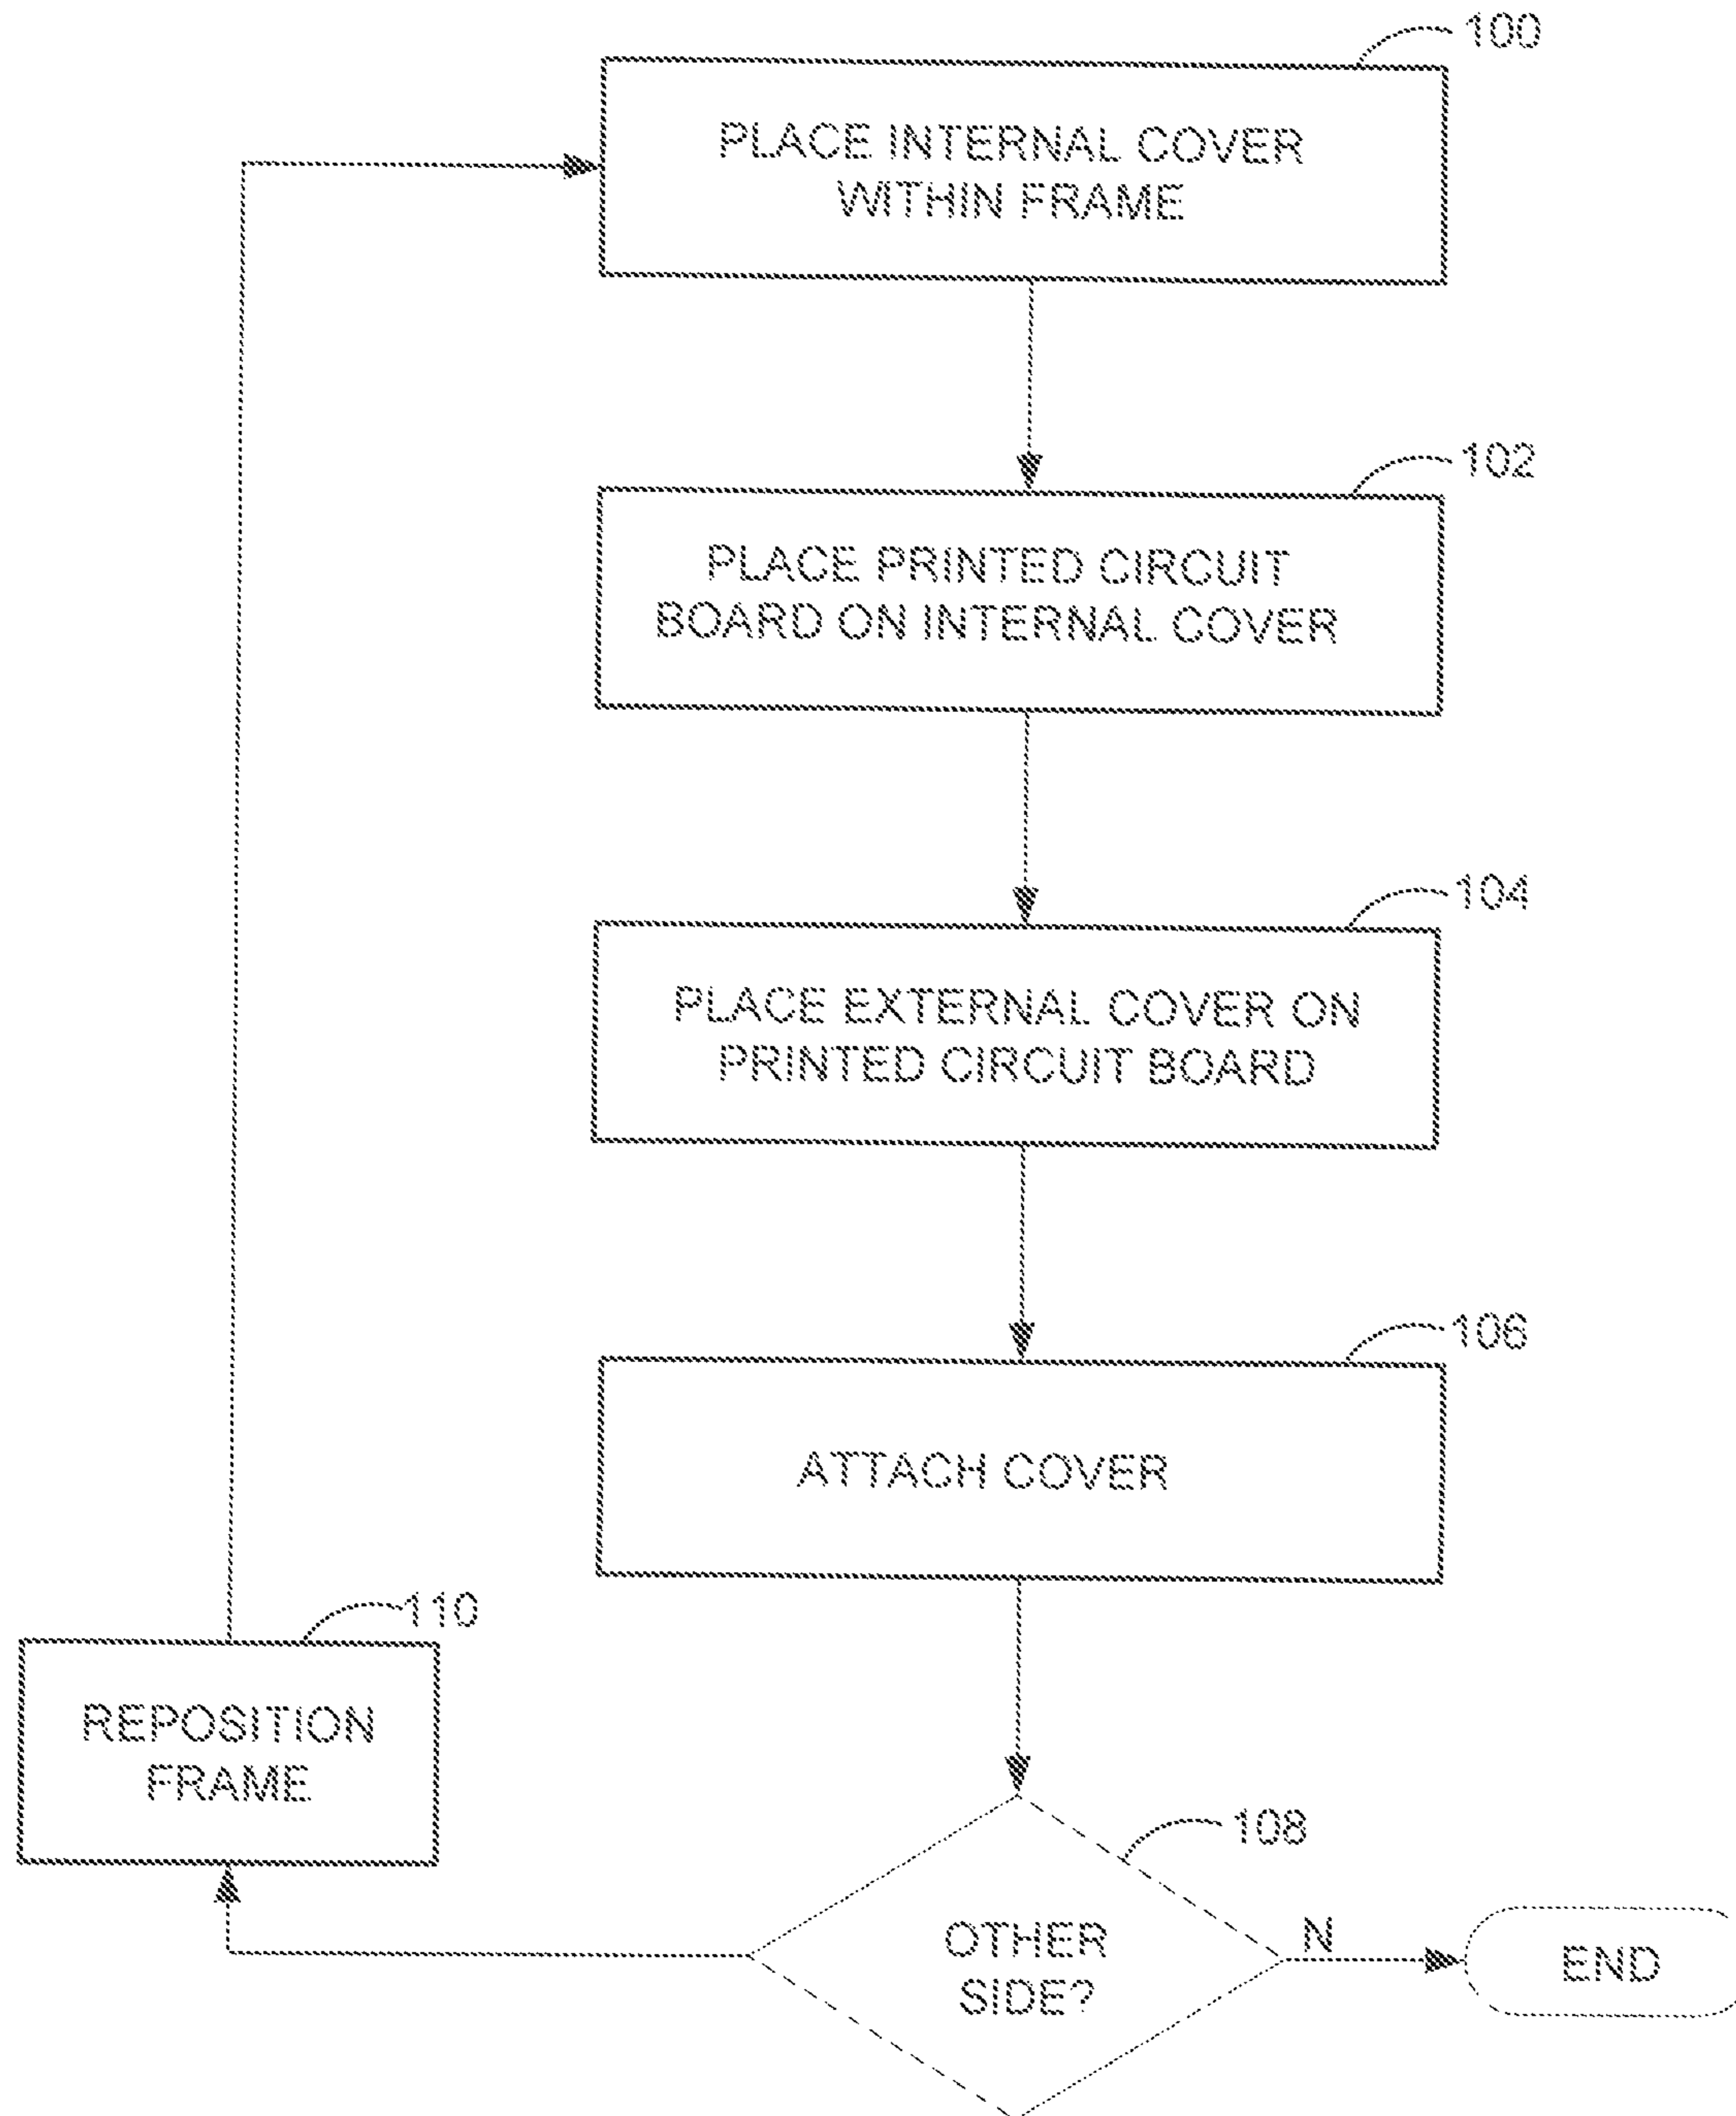 100
PLACE INTERNAL COVER
WITHIN FRAME
102
PLACE PRINTED CIRCUIT
BOARD ON INTERNAL COVER
104
PLACE EXTERNAL COVER ON
PRINTED CIRCUIT BOARD
106
ATTACH COVER
110
REPOSITION
FRAME
108
OTHER
SIDE?
N
END